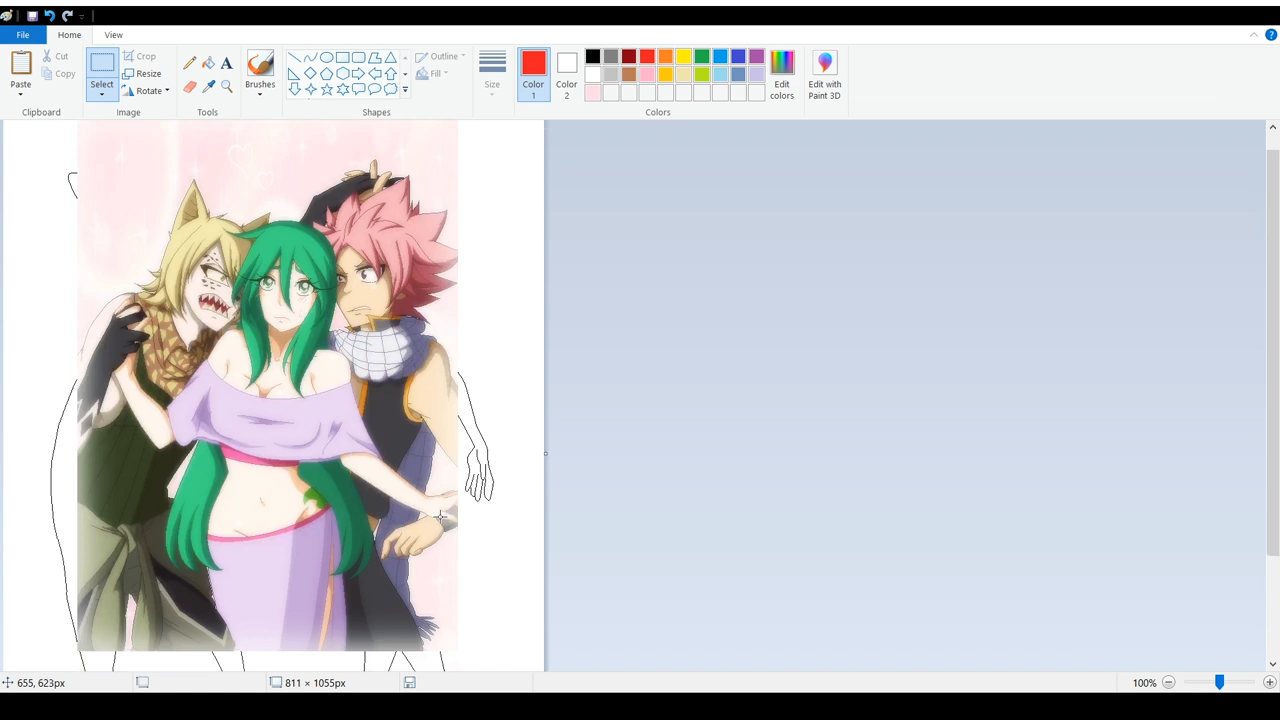 File Home View
Paste
Cut
Copy
Clipboard
Select
Crop
Resize
Rotate
Image
A
Tools
Brushes
Outline
Fill
Shapes
Size
Color
1
Color
2
Edit
colors
Colors
Edit with
Paint 3D
655, 623px
811 × 1055px
100%